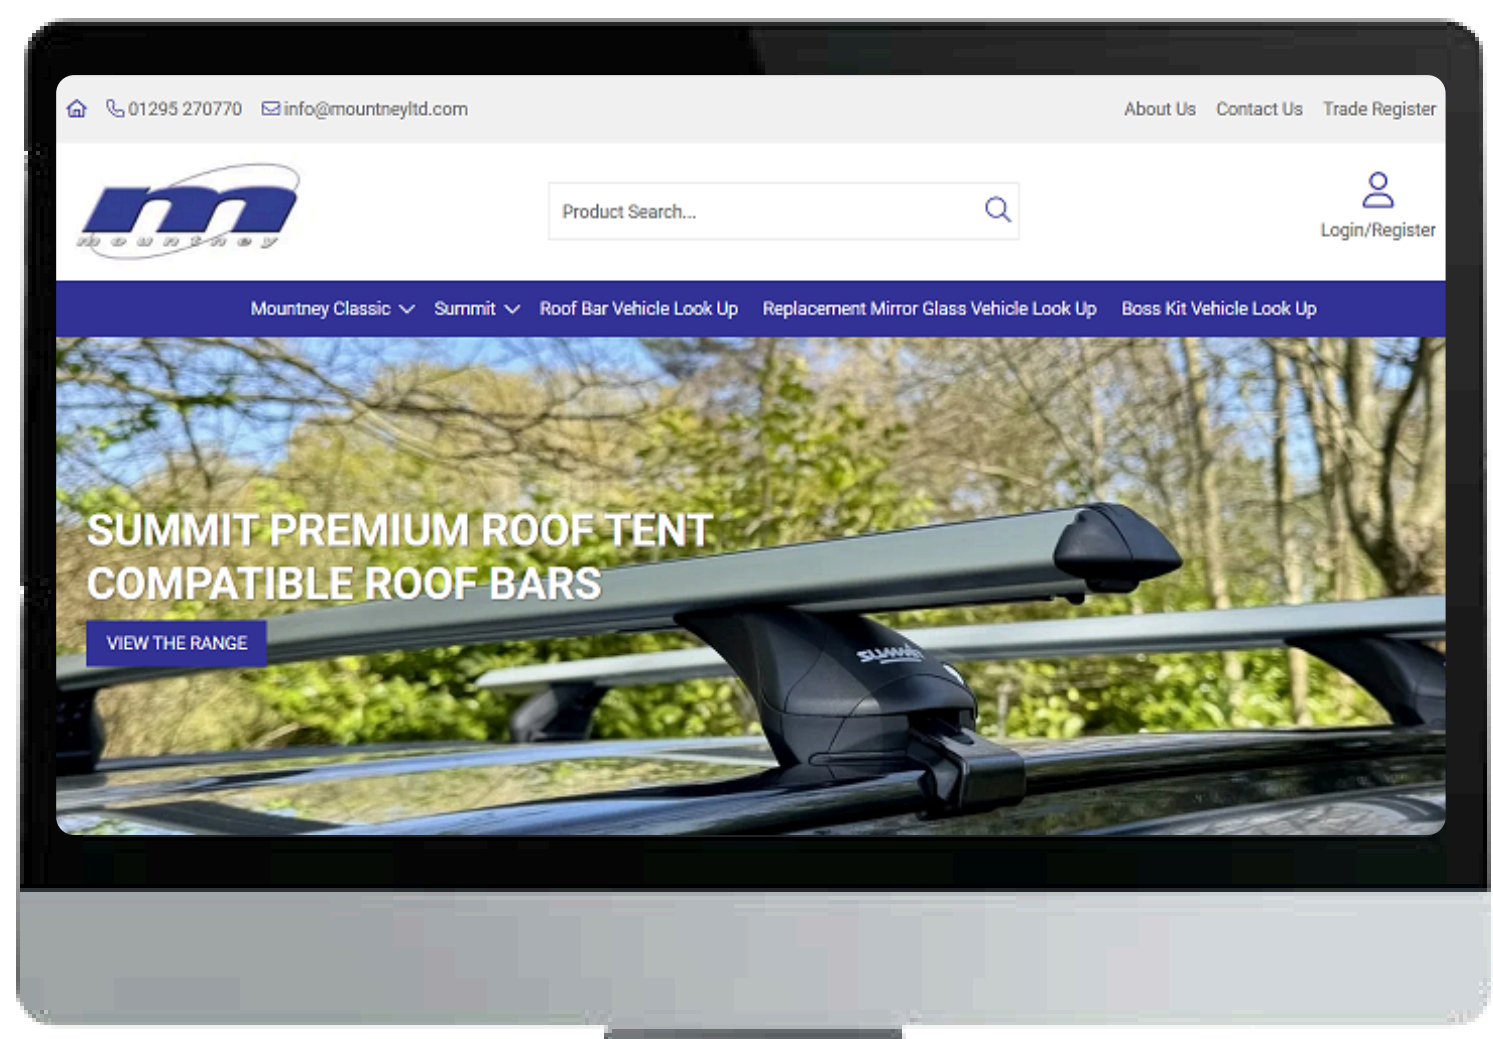 01295 270770 info@mountneyltd.com About Us Contact Us Trade Register
m
mountney
Product Search...
Login/Register
Mountney Classic Summit Roof Bar Vehicle Look Up Replacement Mirror Glass Vehicle Look Up Boss Kit Vehicle Look Up
SUMMIT PREMIUM ROOF TENT
COMPATIBLE ROOF BARS
VIEW THE RANGE
SUMMIT